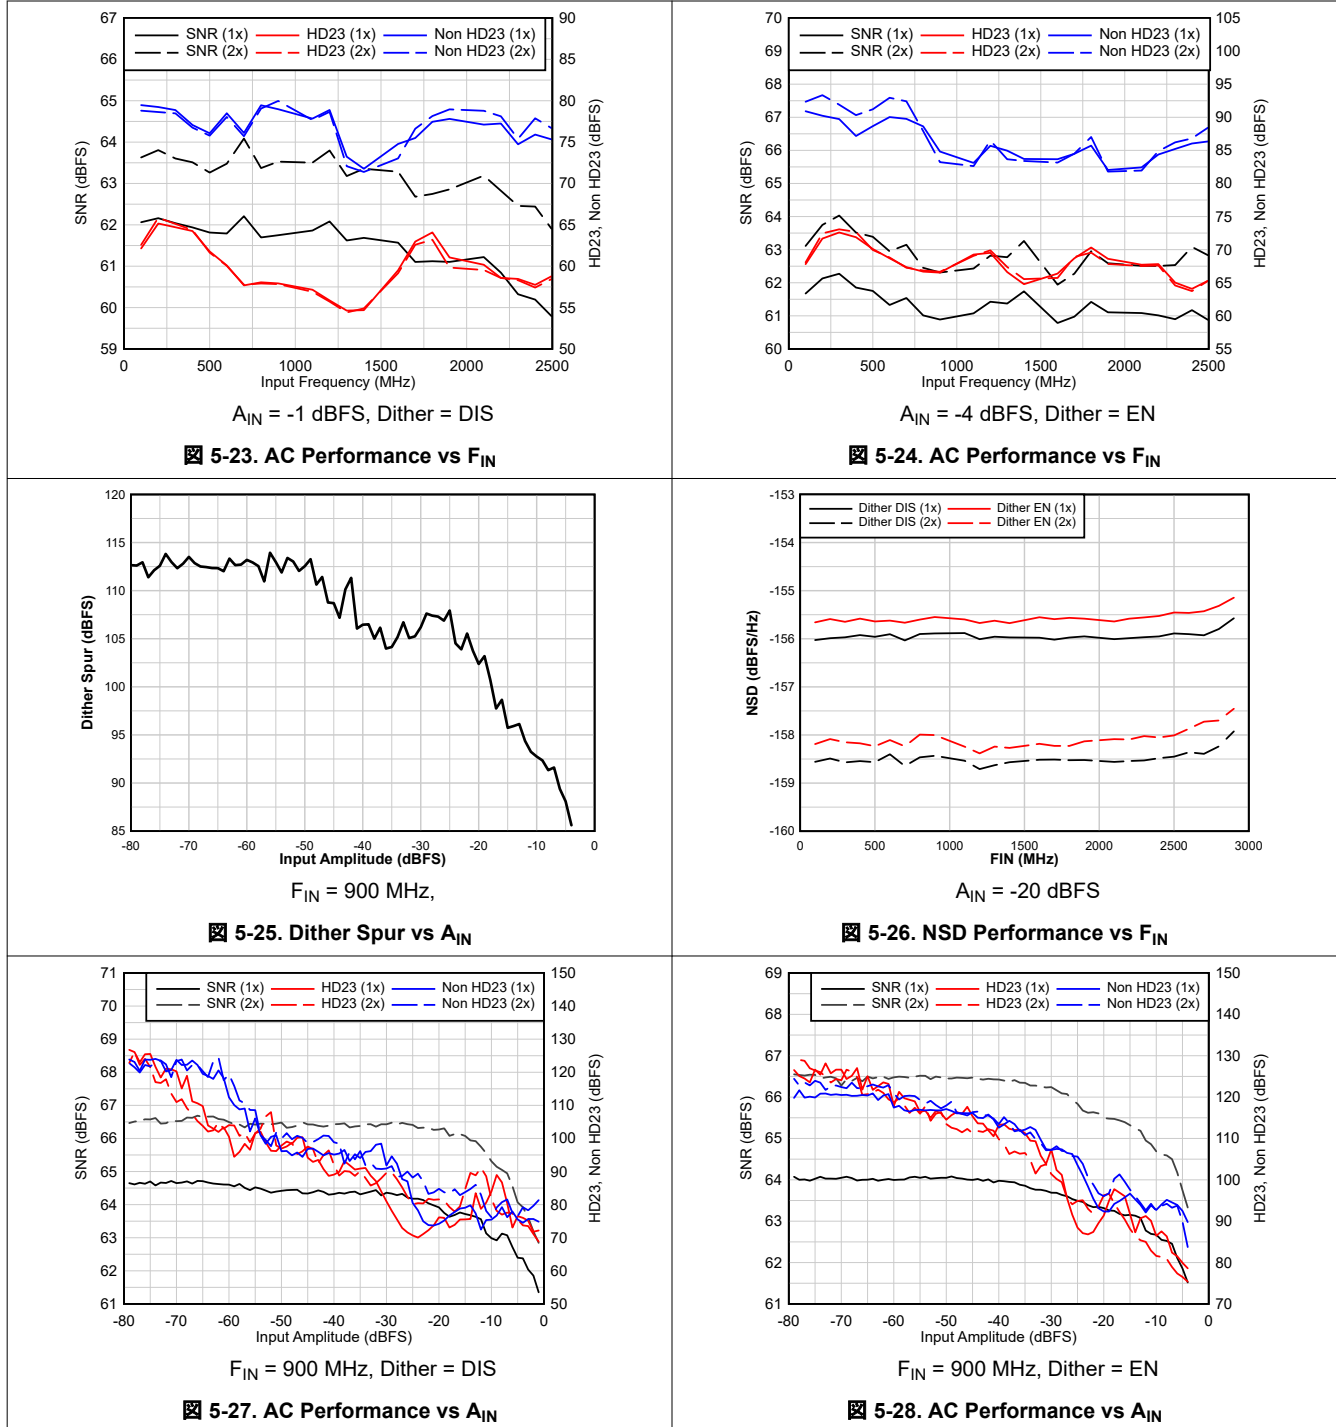 67
66
65
64
63
62
61
60
59
90
85
80
75
70
65
60
55
50
SNR (1x)
HD23 (1x)
Non HD23 (1x)
SNR (2x)
HD23 (2x)
Non HD23 (2x)
SNR (dBFS)
HD23, Non HD23 (dBFS)
0 500 1000 1500 2000 2500
Input Frequency (MHz)
AIN = -1 dBFS, Dither = DIS
図 5-23. AC Performance vs FIN
70
69
68
67
66
65
64
63
62
61
60
105
100
95
90
85
80
75
70
65
60
55
SNR (1x)
HD23 (1x)
Non HD23 (1x)
SNR (2x)
HD23 (2x)
Non HD23 (2x)
SNR (dBFS)
HD23, Non HD23 (dBFS)
0 500 1000 1500 2000 2500
Input Frequency (MHz)
AIN = -4 dBFS, Dither = EN
図 5-24. AC Performance vs FIN
120
115
110
105
100
95
90
85
Dither Spur (dBFS)
-80 -70 -60 -50 -40 -30 -20 -10 0
Input Amplitude (dBFS)
FIN = 900 MHz,
図 5-25. Dither Spur vs AIN
-153
-154
-155
-156
-157
-158
-159
-160
Dither DIS (1x)
Dither EN (1x)
Dither DIS (2x)
Dither EN (2x)
NSD (dBFS/Hz)
0 500 1000 1500 2000 2500 3000
FIN (MHz)
AIN = -20 dBFS
図 5-26. NSD Performance vs FIN
71
70
69
68
67
66
65
64
63
62
61
150
140
130
120
110
100
90
80
70
60
50
SNR (1x)
HD23 (1x)
Non HD23 (1x)
SNR (2x)
HD23 (2x)
Non HD23 (2x)
SNR (dBFS)
HD23, Non HD23 (dBFS)
-80 -70 -60 -50 -40 -30 -20 -10 0
Input Amplitude (dBFS)
FIN = 900 MHz, Dither = DIS
図 5-27. AC Performance vs AIN
69
68
67
66
65
64
63
62
61
150
140
130
120
110
100
90
80
70
SNR (1x)
HD23 (1x)
Non HD23 (1x)
SNR (2x)
HD23 (2x)
Non HD23 (2x)
SNR (dBFS)
HD23, Non HD23 (dBFS)
-80 -70 -60 -50 -40 -30 -20 -10 0
Input Amplitude (dBFS)
FIN = 900 MHz, Dither = EN
図 5-28. AC Performance vs AIN